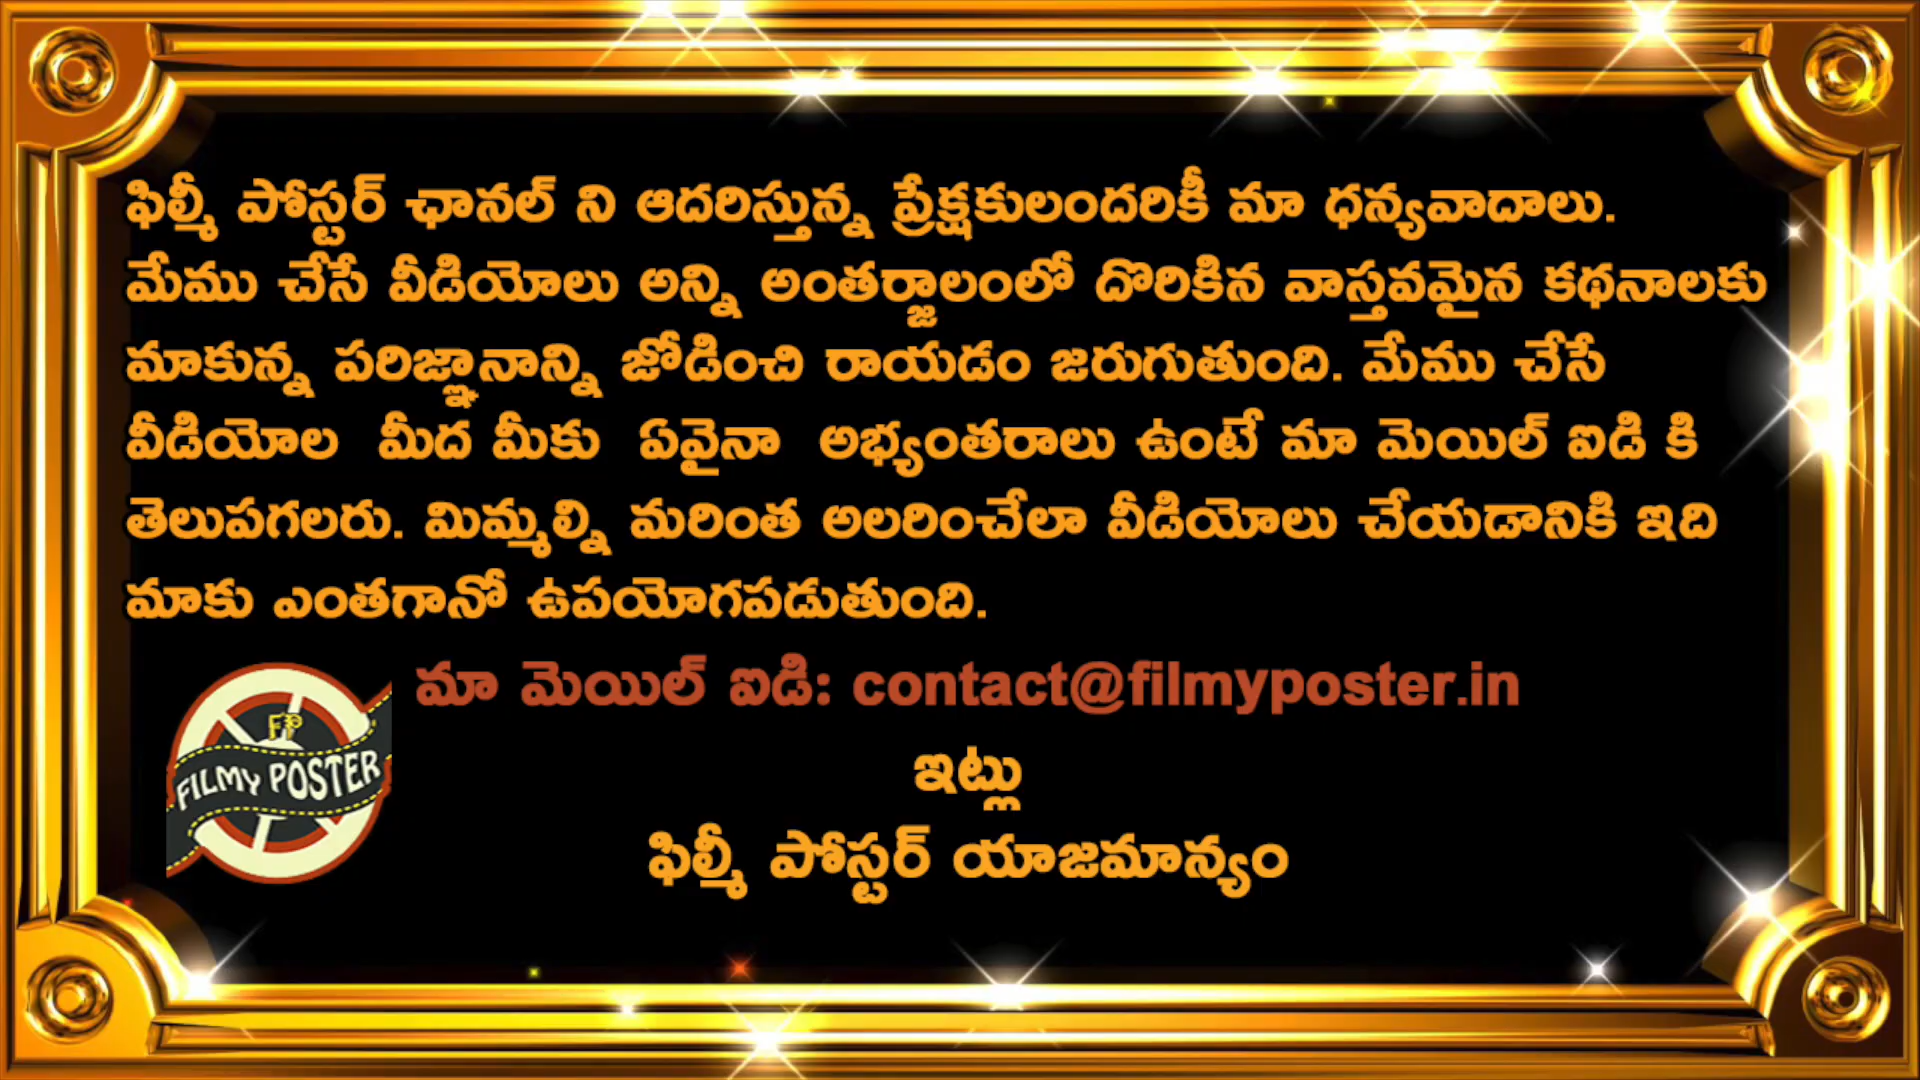 ఫిల్మీ పోస్టర్ ఛానల్ ని ఆదరిస్తున్న ప్రేక్షకులందరికీ మా ధన్యవాదాలు.
మేము చేసే వీడియోలు అన్ని అంతర్జాలంలో దొరికిన వాస్తవమైన కథనాలకు
మాకున్న పరిజ్ఞానాన్ని జోడించి రాయడం జరుగుతుంది. మేము చేసే
వీడియోల మీద మీకు ఏవైనా అభ్యంతరాలు ఉంటే మా మెయిల్ ఐడి కి
తెలుపగలరు. మిమ్మల్ని మరింత అలరించేలా వీడియోలు చేయడానికి ఇది
మాకు ఎంతగానో ఉపయోగపడుతుంది.
మా మెయిల్ ఐడి: contact@filmyposter.in
FP
FILMY POSTER
ఇట్లు
ఫిల్మీ పోస్టర్ యాజమాన్యం